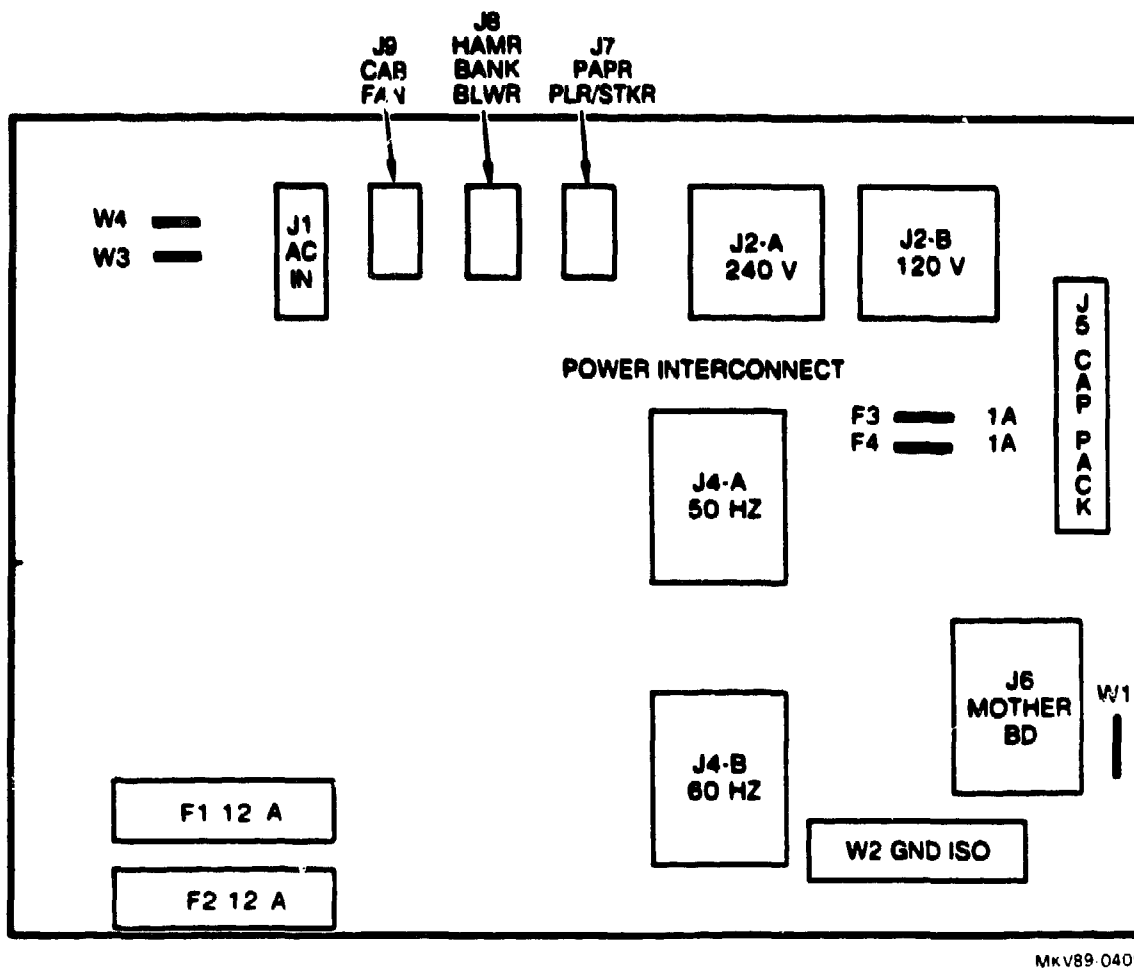 J9
CAB
FAN
J8
HAMR
BANK
BLWR
J7
PAPR
PLR/STKR
W4
W3
J1
AC
IN
J2-A
240 V
J2-B
120 V
J5 CAP PACK
POWER INTERCONNECT
F3 1A
F4 1A
J4-A
50 HZ
J6
MOTHER
BD
W1
J4-B
60 HZ
F1 12 A
W2 GND ISO
F2 12 A
MKV89-040